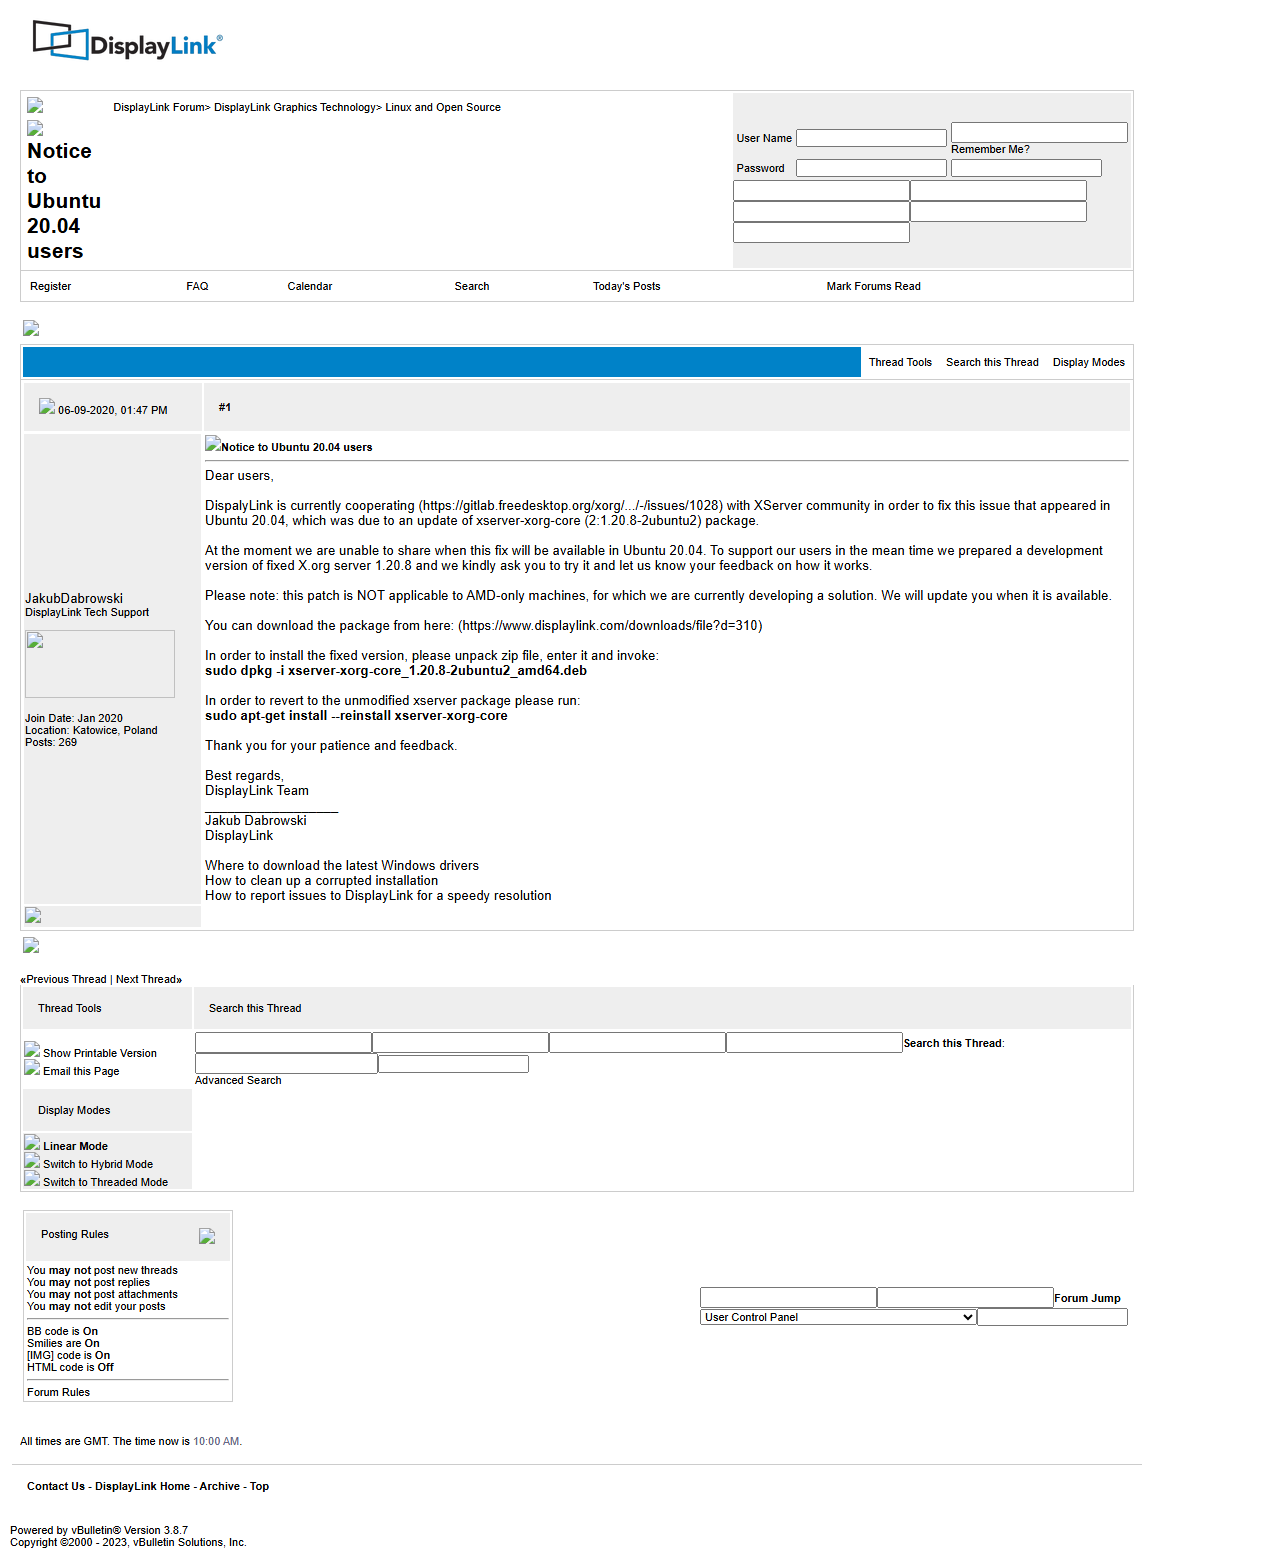 DisplayLink®
DisplayLink Forum> DisplayLink Graphics Technology> Linux and Open Source
Notice
to
Ubuntu
20.04
users
User Name
Remember Me?
Password
Register FAQ Calendar Search Today's Posts Mark Forums Read
Thread Tools Search this Thread Display Modes
06-09-2020, 01:47 PM #1
JakubDabrowski
DisplayLink Tech Support
Join Date: Jan 2020
Location: Katowice, Poland
Posts: 269
Notice to Ubuntu 20.04 users
Dear users,
DispalyLink is currently cooperating (https://gitlab.freedesktop.org/xorg/.../-/issues/1028) with XServer community in order to fix this issue that appeared in
Ubuntu 20.04, which was due to an update of xserver-xorg-core (2:1.20.8-2ubuntu2) package.
At the moment we are unable to share when this fix will be available in Ubuntu 20.04. To support our users in the mean time we prepared a development
version of fixed X.org server 1.20.8 and we kindly ask you to try it and let us know your feedback on how it works.
Please note: this patch is NOT applicable to AMD-only machines, for which we are currently developing a solution. We will update you when it is available.
You can download the package from here: (https://www.displaylink.com/downloads/file?d=310)
In order to install the fixed version, please unpack zip file, enter it and invoke:
sudo dpkg -i xserver-xorg-core_1.20.8-2ubuntu2_amd64.deb
In order to revert to the unmodified xserver package please run:
sudo apt-get install --reinstall xserver-xorg-core
Thank you for your patience and feedback.
Best regards,
DisplayLink Team
___________________
Jakub Dabrowski
DisplayLink
Where to download the latest Windows drivers
How to clean up a corrupted installation
How to report issues to DisplayLink for a speedy resolution
«Previous Thread | Next Thread»
Thread Tools Search this Thread
Show Printable Version
Email this Page
Search this Thread:
Advanced Search
Display Modes
Linear Mode
Switch to Hybrid Mode
Switch to Threaded Mode
Posting Rules
You may not post new threads
You may not post replies
You may not post attachments
You may not edit your posts
BB code is On
Smilies are On
[IMG] code is On
HTML code is Off
Forum Rules
Forum Jump
User Control Panel
All times are GMT. The time now is 10:00 AM.
Contact Us - DisplayLink Home - Archive - Top
Powered by vBulletin® Version 3.8.7
Copyright ©2000 - 2023, vBulletin Solutions, Inc.